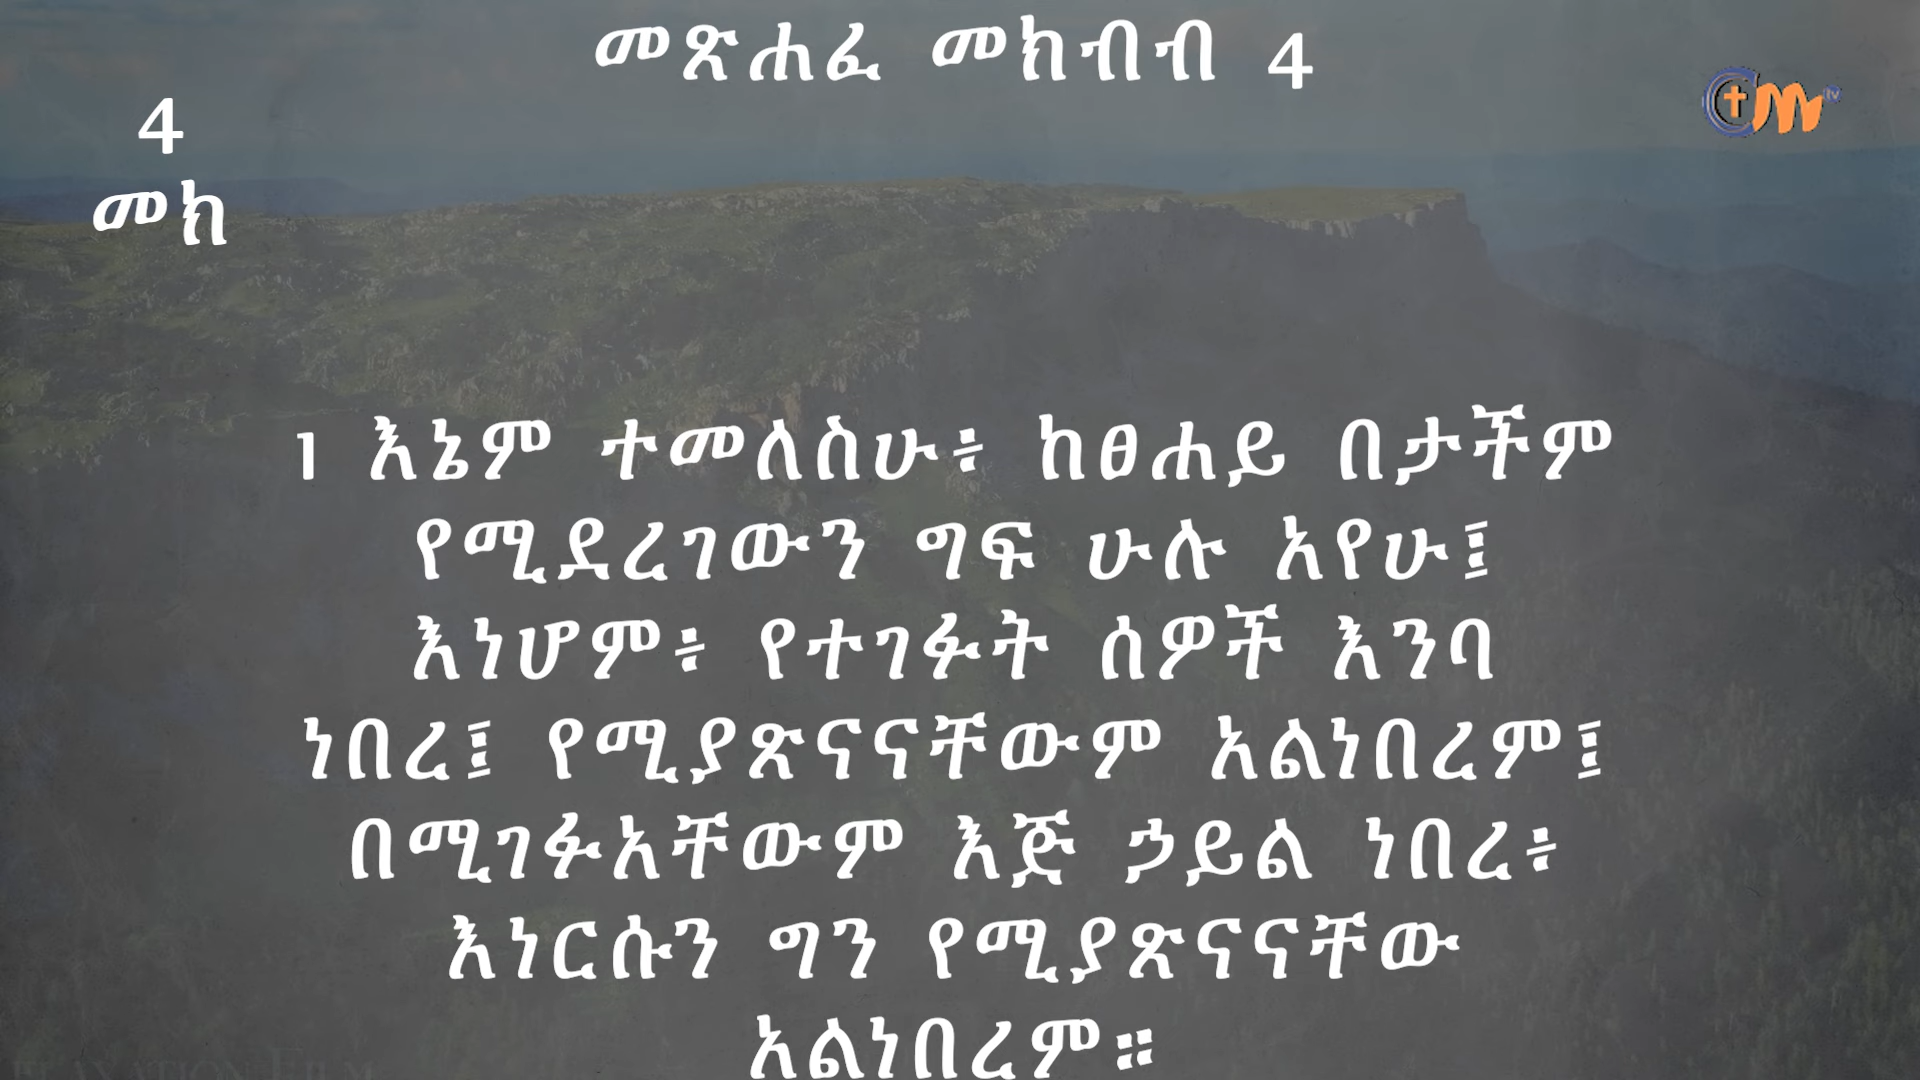 መጽሐፈ መክብብ 4
4
መክ
1 እኔም ተመለስሁ፥ ከፀሐይ በታችም
የሚደረገውን ግፍ ሁሉ አየሁ፤
እነሆም፥ የተገፉት ሰዎች እንባ
ነበረ፤ የሚያጽናናቸውም አልነበረም፤
በሚገፉአቸውም እጅ ኃይል ነበረ፥
እነርሱን ግን የሚያጽናናቸው
አልነበረም።
tv